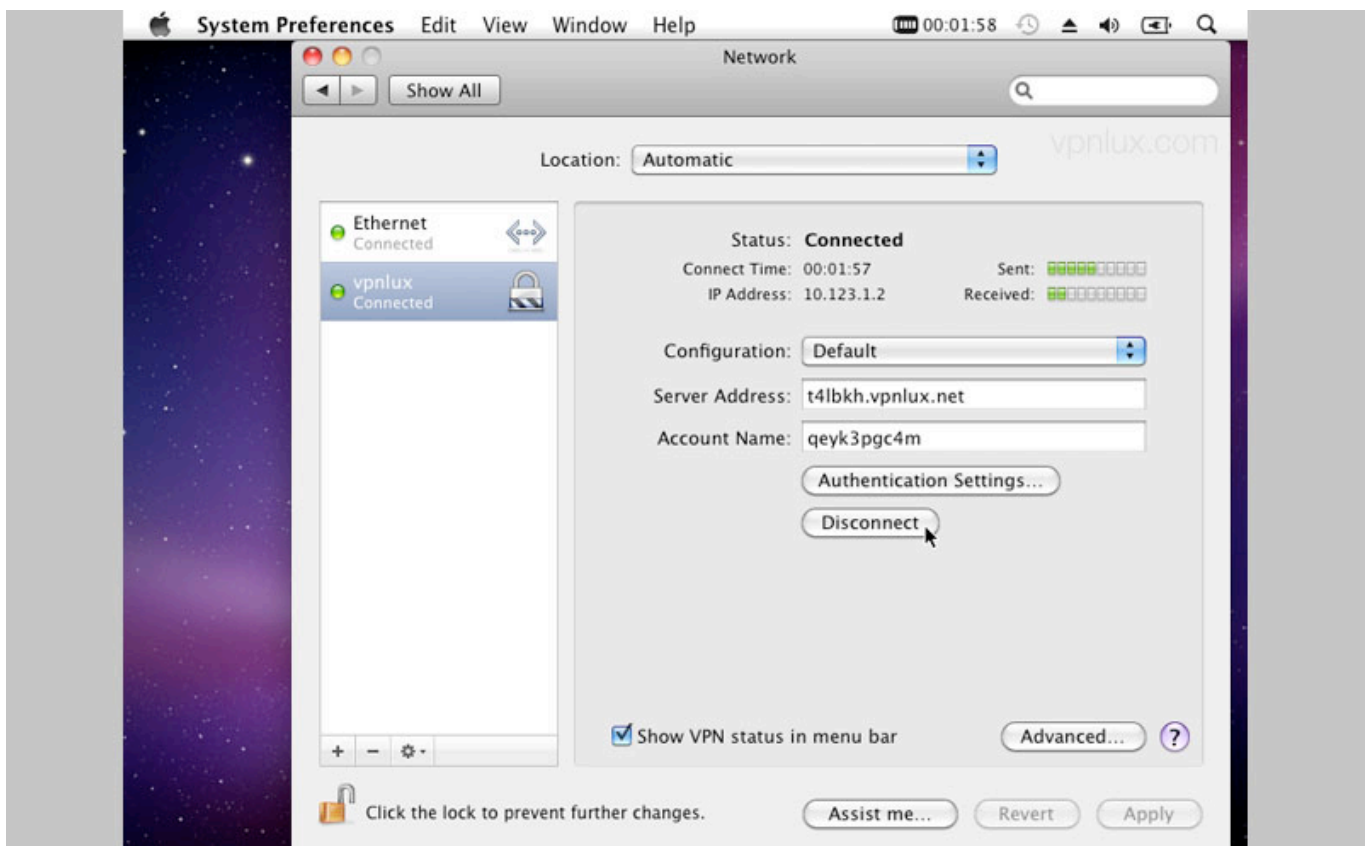 System Preferences Edit View Window Help 00:01:58
Network
Show All
vpnlux.com
Location: Automatic
Ethernet
Connected
vpnlux
Connected
Status: Connected
Connect Time: 00:01:57 Sent:
IP Address: 10.123.1.2 Received:
Configuration: Default
Server Address: t4lbkh.vpnlux.net
Account Name: qeyk3pgc4m
Authentication Settings...
Disconnect
Show VPN status in menu bar Advanced... ?
+ −
Click the lock to prevent further changes. Assist me... Revert Apply